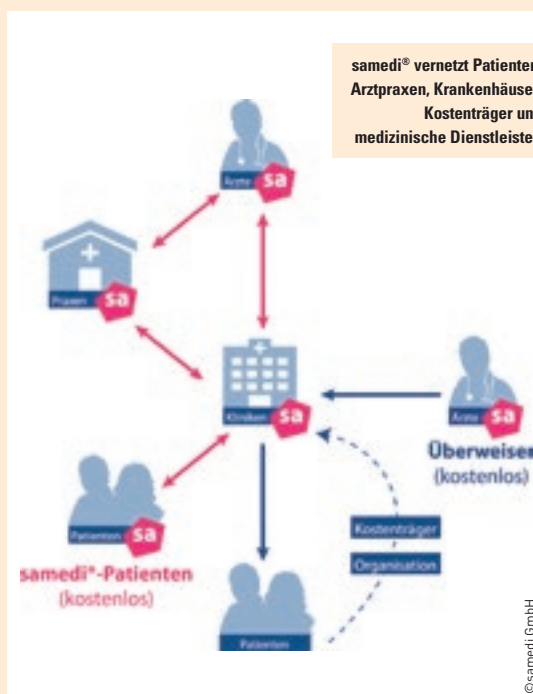 samedi® vernetzt Patienten
Arztpraxen, Krankenhäuse
Kostenträger un
medizinische Dienstleiste
Ärzte sa
Praxen sa
Kliniken sa
Ärzte sa
Überweiser
(kostenlos)
Patienten sa
samedi®-Patienten
(kostenlos)
Kostenträger
Organisation
Patienten
©samedi GmbH